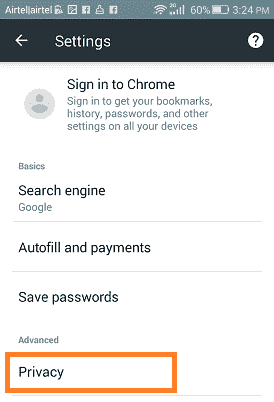 Airtel|airtel 3G 60% 3:24 PM
Settings
Sign in to Chrome
Sign in to get your bookmarks,
history, passwords, and other
settings on all your devices
Basics
Search engine
Google
Autofill and payments
Save passwords
Advanced
Privacy